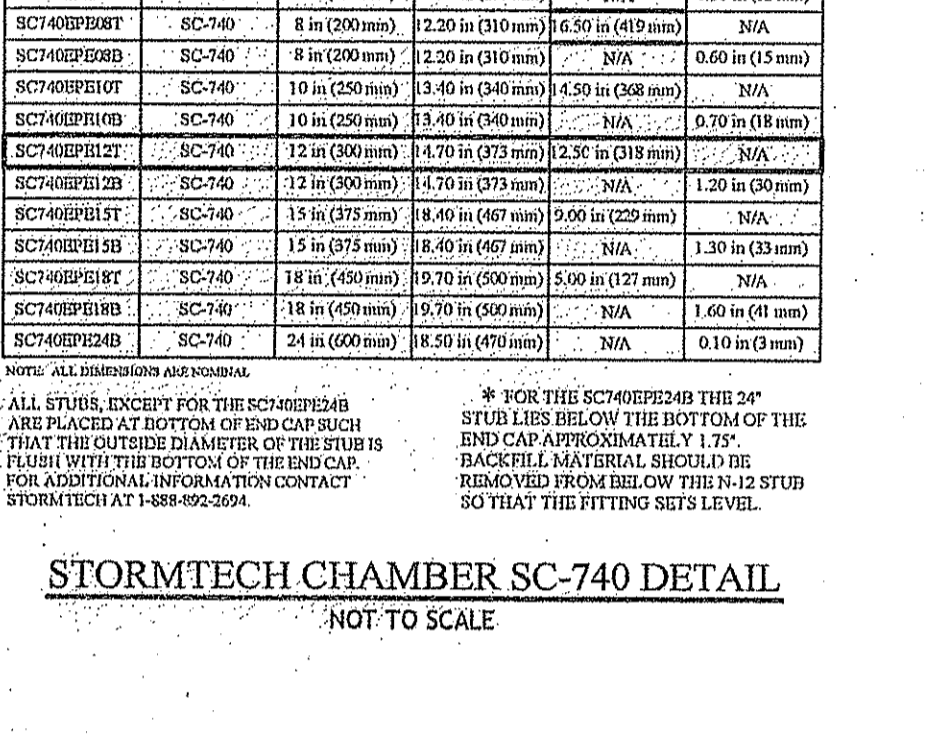 SC740EPE08T SC-740 8 in (200 mm) 12.20 in (310 mm) 16.50 in (419 mm) N/A
SC740EPE08B SC-740 8 in (200 mm) 12.20 in (310 mm) N/A 0.60 in (15 mm)
SC740EPE10T SC-740 10 in (250 mm) 13.40 in (340 mm) 14.50 in (368 mm) N/A
SC740EPE10B SC-740 10 in (250 mm) 13.40 in (340 mm) N/A 0.70 in (18 mm)
SC740EPE12T SC-740 12 in (300 mm) 14.70 in (373 mm) 12.50 in (318 mm) N/A
SC740EPE12B SC-740 12 in (300 mm) 14.70 in (373 mm) N/A 1.20 in (30 mm)
SC740EPE15T SC-740 15 in (375 mm) 18.40 in (467 mm) 9.00 in (229 mm) N/A
SC740EPE15B SC-740 15 in (375 mm) 18.40 in (467 mm) N/A 1.30 in (33 mm)
SC740EPE18T SC-740 18 in (450 mm) 19.70 in (500 mm) 5.00 in (127 mm) N/A
SC740EPE18B SC-740 18 in (450 mm) 19.70 in (500 mm) N/A 1.60 in (41 mm)
SC740EPE24B SC-740 24 in (600 mm) 18.50 in (470 mm) N/A 0.10 in (3 mm)
NOTE: ALL DIMENSIONS ARE NOMINAL
ALL STUBS, EXCEPT FOR THE SC740EPE24B
ARE PLACED AT BOTTOM OF END CAP SUCH
THAT THE OUTSIDE DIAMETER OF THE STUB IS
FLUSH WITH THE BOTTOM OF THE END CAP.
FOR ADDITIONAL INFORMATION CONTACT
STORMTECH AT 1-888-892-2694.
* FOR THE SC740EPE24B THE 24"
STUB LIES BELOW THE BOTTOM OF THE
END CAP APPROXIMATELY 1.75".
BACKFILL MATERIAL SHOULD BE
REMOVED FROM BELOW THE N-12 STUB
SO THAT THE FITTING SETS LEVEL.
STORMTECH CHAMBER SC-740 DETAIL
NOT TO SCALE